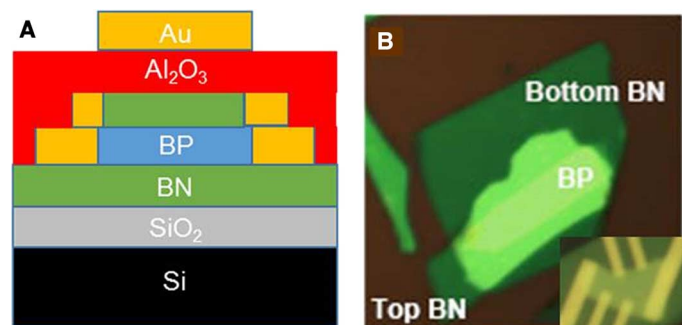 A
Au
Al₂O₃
BP
BN
SiO₂
Si
B
Bottom BN
BP
Top BN